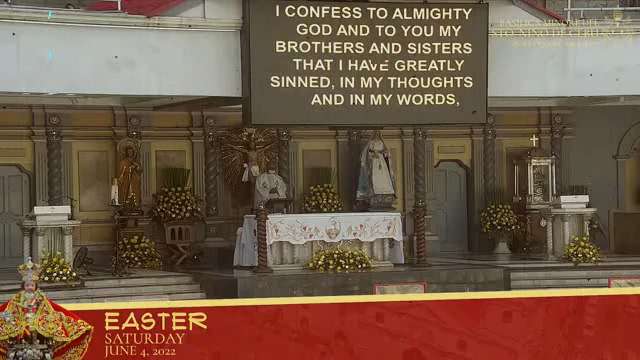 I CONFESS TO ALMIGHTY
GOD AND TO YOU MY
BROTHERS AND SISTERS
THAT I HAVE GREATLY
SINNED, IN MY THOUGHTS
AND IN MY WORDS,
BASILICA MINORE DEL
STO. NIÑO DE CEBU
EASTER
SATURDAY
JUNE 4, 2022